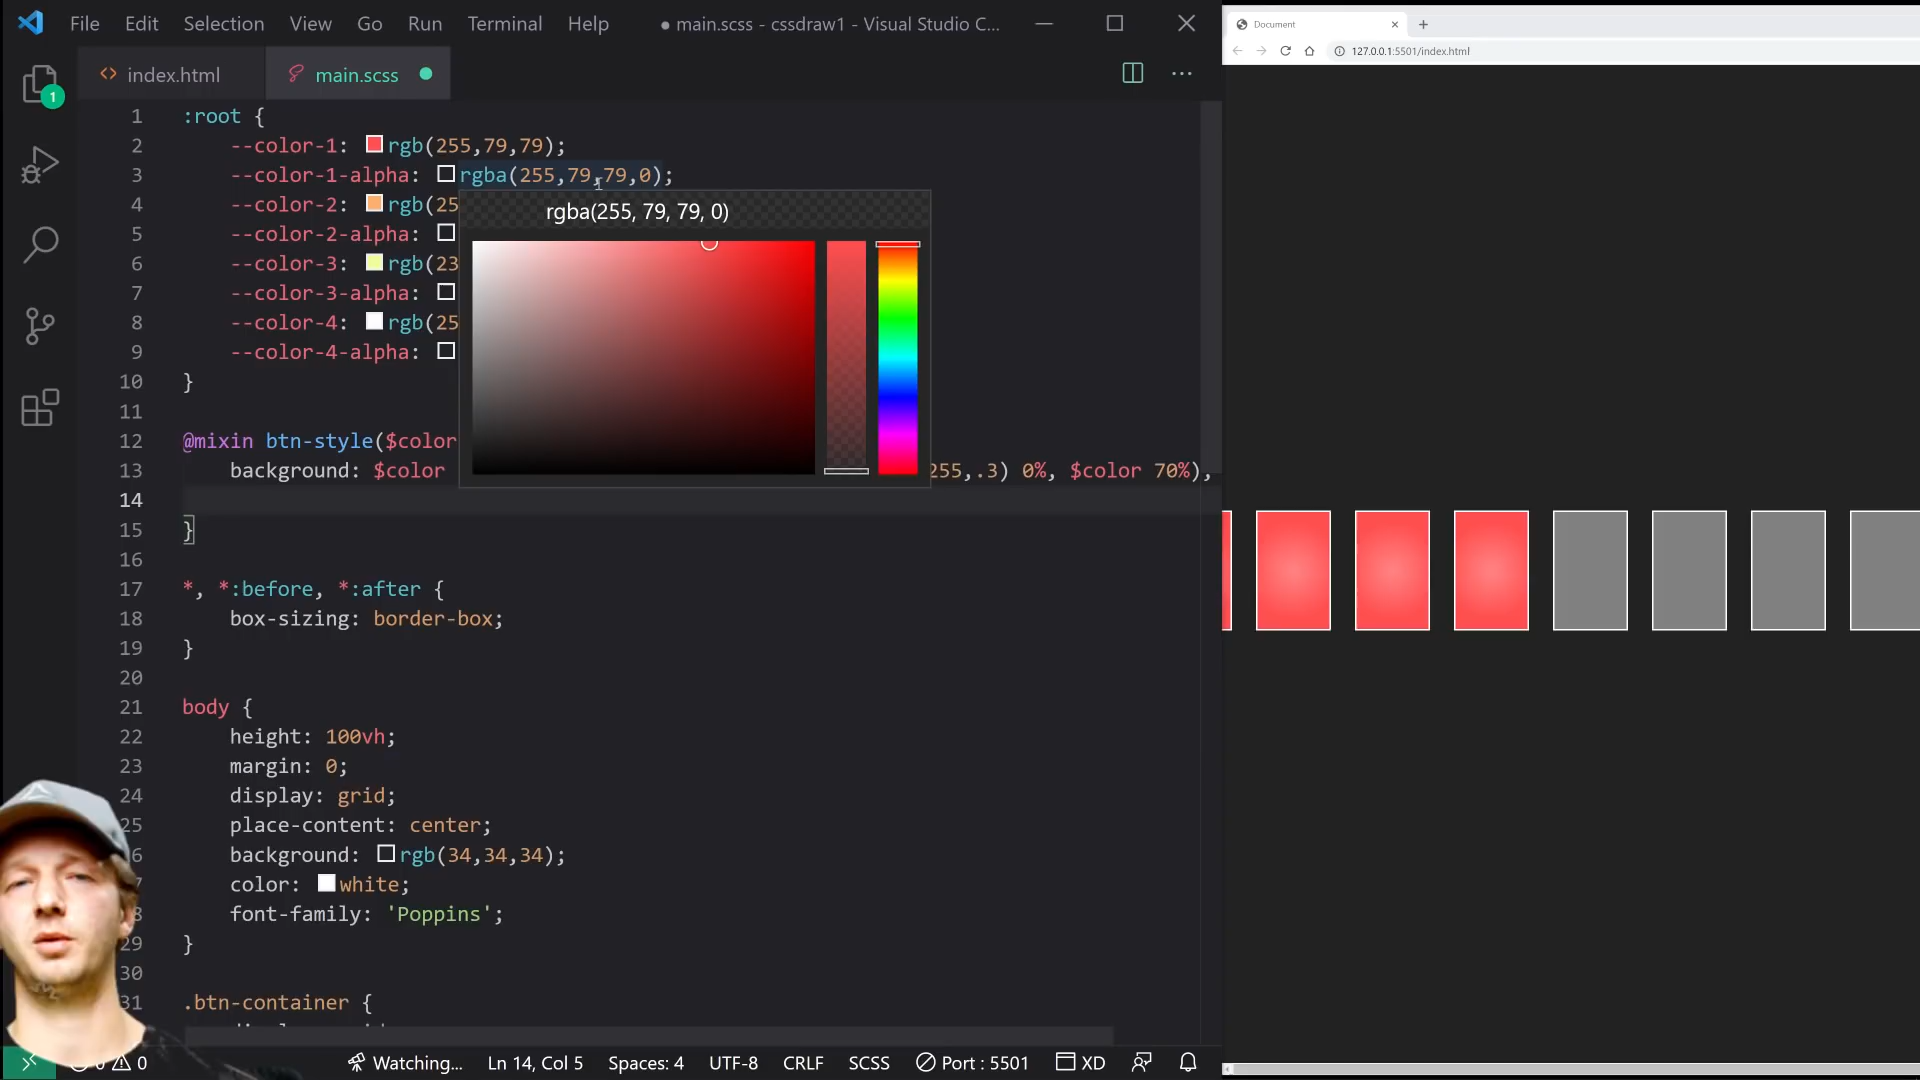 File Edit Selection View Go Run Terminal Help ● main.scss - cssdraw1 - Visual Studio C...
Document
127.0.0.1:5501/index.html
index.html main.scss
1
1 :root {
2 --color-1: rgb(255,79,79);
3 --color-1-alpha: rgba(255,79,79,0);
4 --color-2: rgb(25
rgba(255, 79, 79, 0)
5 --color-2-alpha:
6 --color-3: rgb(23
7 --color-3-alpha:
8 --color-4: rgb(25
9 --color-4-alpha:
10 }
11
12 @mixin btn-style($color
13 background: $color 255,.3) 0%, $color 70%),
14
15 }
16
17 *, *:before, *:after {
18 box-sizing: border-box;
19 }
20
21 body {
22 height: 100vh;
23 margin: 0;
24 display: grid;
25 place-content: center;
6 background: rgb(34,34,34);
7 color: white;
8 font-family: 'Poppins';
29 }
30
31 .btn-container {
0 Watching... Ln 14, Col 5 Spaces: 4 UTF-8 CRLF SCSS Port : 5501 XD